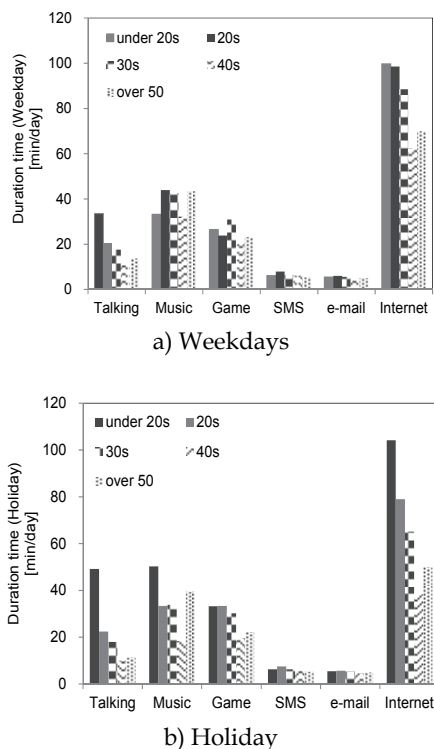 120
100
80
60
40
20
0
Duration time (Weekday)
[min/day]
under 20s 20s
30s 40s
over 50
Talking Music Game SMS e-mail Internet
a) Weekdays
120
100
80
60
40
20
0
Duration time (Holiday)
[min/day]
under 20s 20s
30s 40s
over 50
Talking Music Game SMS e-mail Internet
b) Holiday